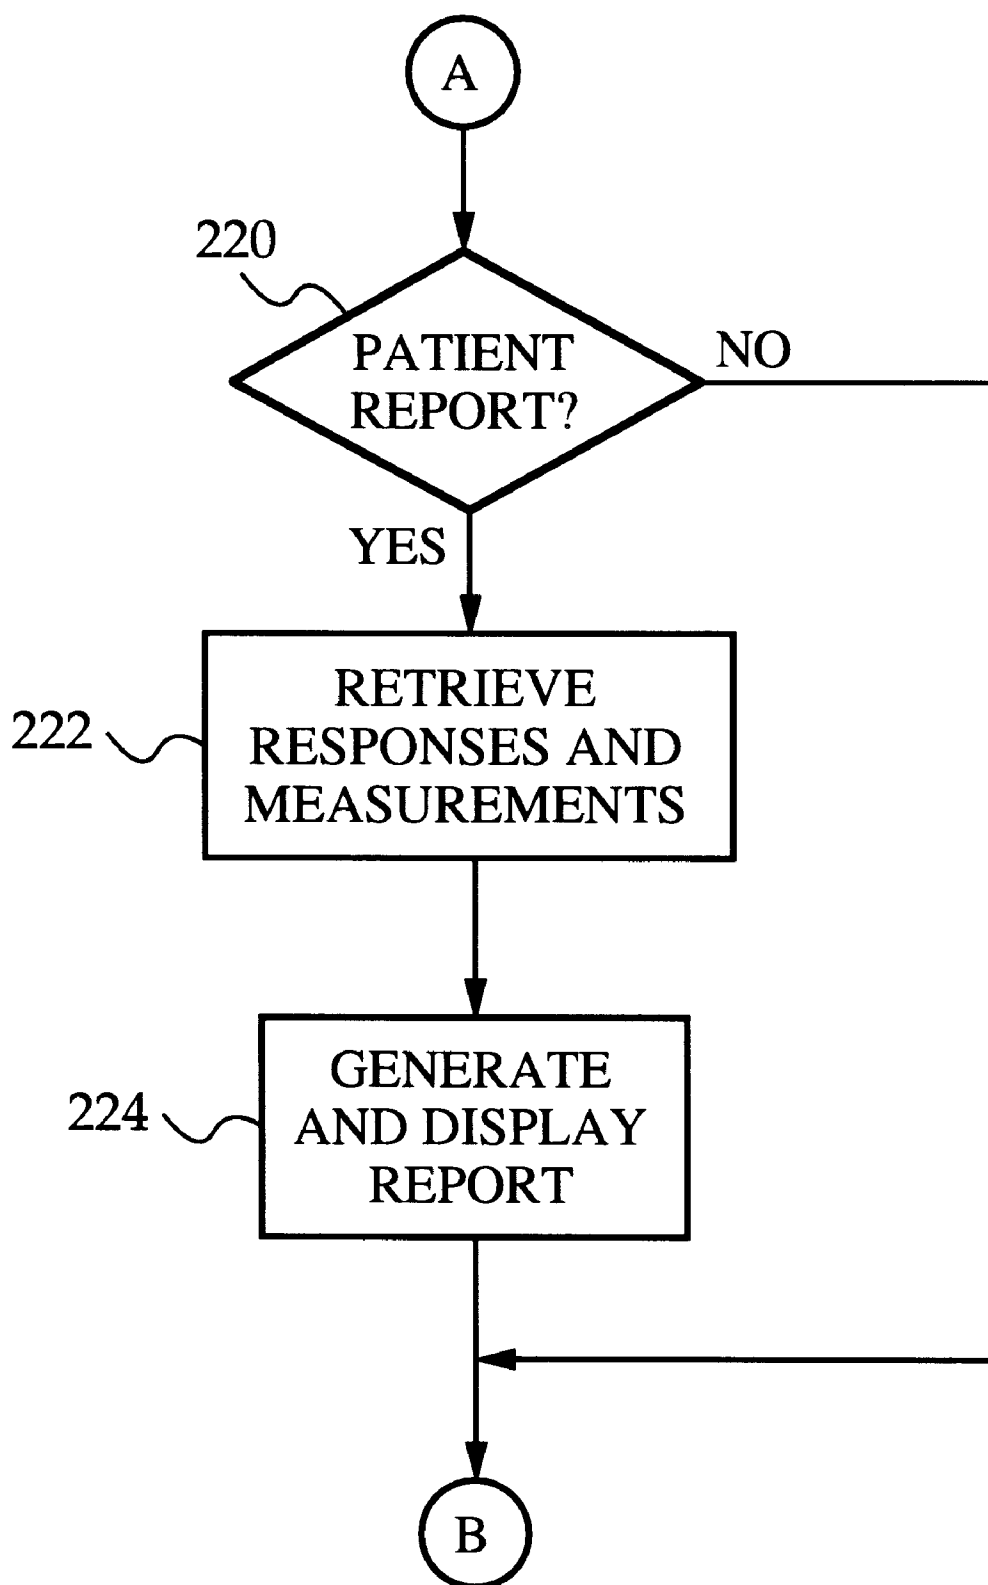 A
220
PATIENT
REPORT?
NO
YES
222
RETRIEVE
RESPONSES AND
MEASUREMENTS
224
GENERATE
AND DISPLAY
REPORT
B